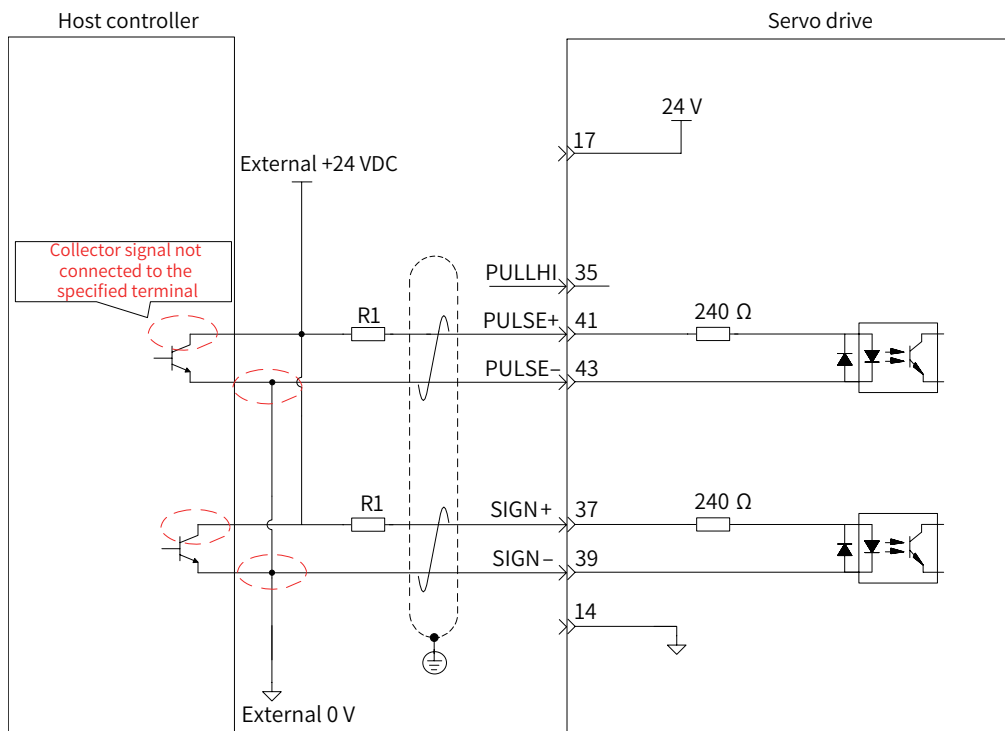 Host controller
Servo drive
24 V
17
External +24 VDC
Collector signal not
connected to the
specified terminal
PULLHI
35
R1
PULSE+
41
240 Ω
PULSE–
43
R1
SIGN+
37
240 Ω
SIGN–
39
14
External 0 V